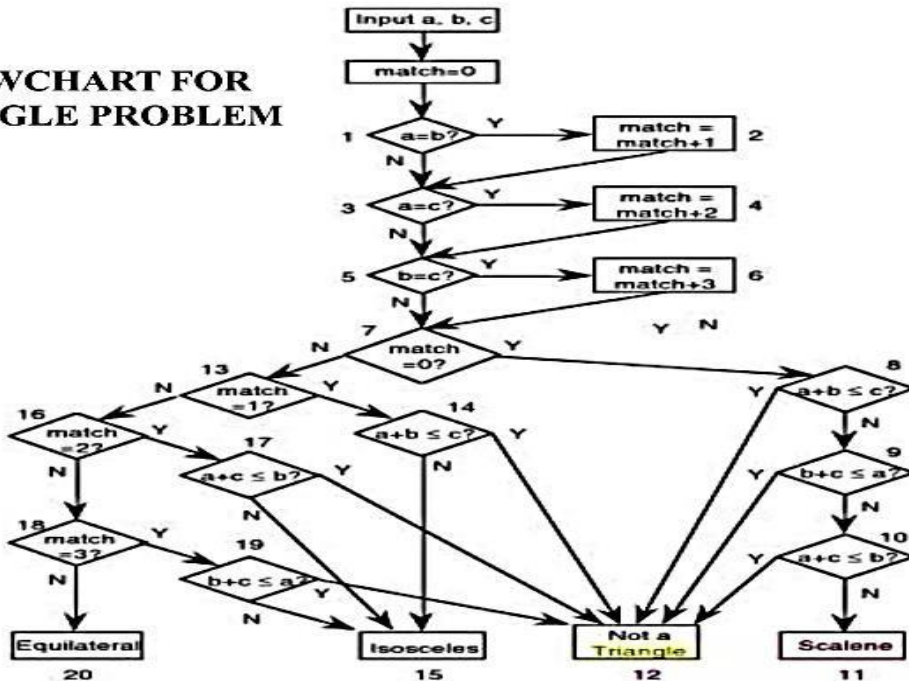 Input a, b, c
match=0
WCHART FOR
GLE PROBLEM
1
a=b?
Y
match =
match+1
2
N
3
a=c?
Y
match =
match+2
4
N
5
b=c?
Y
match =
match+3
6
N
Y N
7
match
=0?
N
Y
13
match
=1?
N
Y
8
a+b ≤ c?
Y
N
14
a+b ≤ c?
Y
N
16
match
=2?
Y
N
17
a+c ≤ b?
Y
N
9
b+c ≤ a?
Y
N
18
match
=3?
Y
N
19
b+c ≤ a?
Y
N
10
a+c ≤ b?
Y
N
Equilateral
20
Isosceles
15
Not a
Triangle
12
Scalene
11